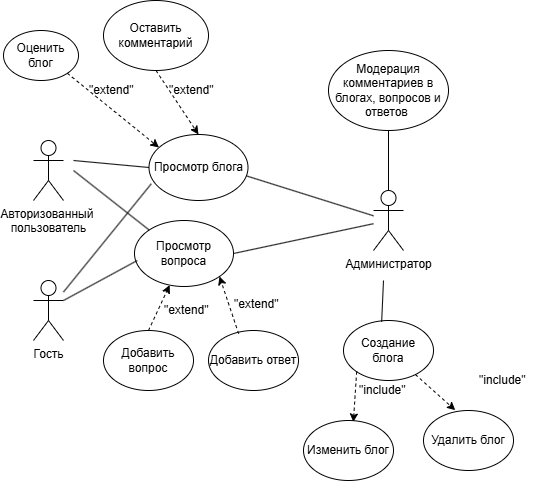 Оценить
блог
Оставить
комментарий
"extend"
"extend"
Модерация
комментариев в
блогах, вопросов и
ответов
Просмотр блога
Авторизованный
пользователь
Просмотр
вопроса
Администратор
"extend"
"extend"
Гость
Добавить
вопрос
Добавить ответ
Создание
блога
"include"
"include"
Изменить блог
Удалить блог